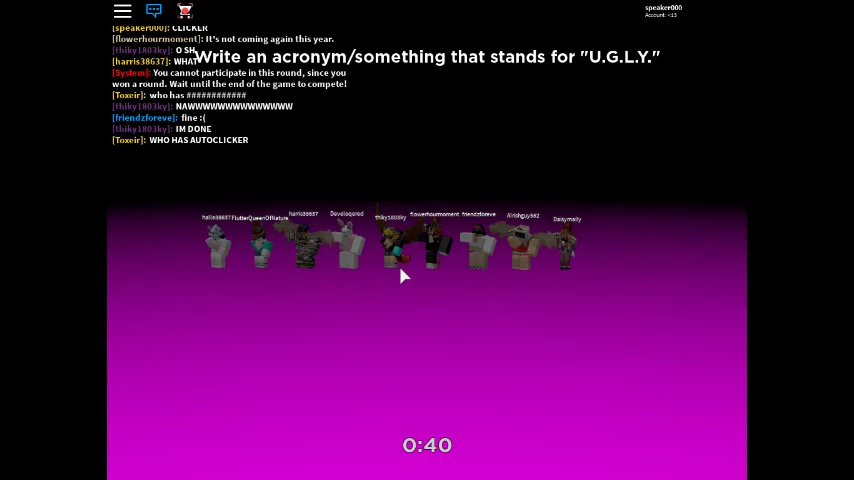 speaker000
Account: <13
[speaker000]: CLICKER
[flowerhourmoment]: It's not coming again this year.
[thiky1803ky]: O SH
[harris38637]: WHAT
Write an acronym/something that stands for "U.G.L.Y."
[System]: You cannot participate in this round, since you
won a round. Wait until the end of the game to compete!
[Toxeir]: who has ############
[thiky1803ky]: NAWWWWWWWWWWWWWWW
[friendzforeve]: fine :(
[thiky1803ky]: IM DONE
[Toxeir]: WHO HAS AUTOCLICKER
FlutterQueenOfNature harris38637 thiky1803ky flowerhourmoment friendzforeve
0:40